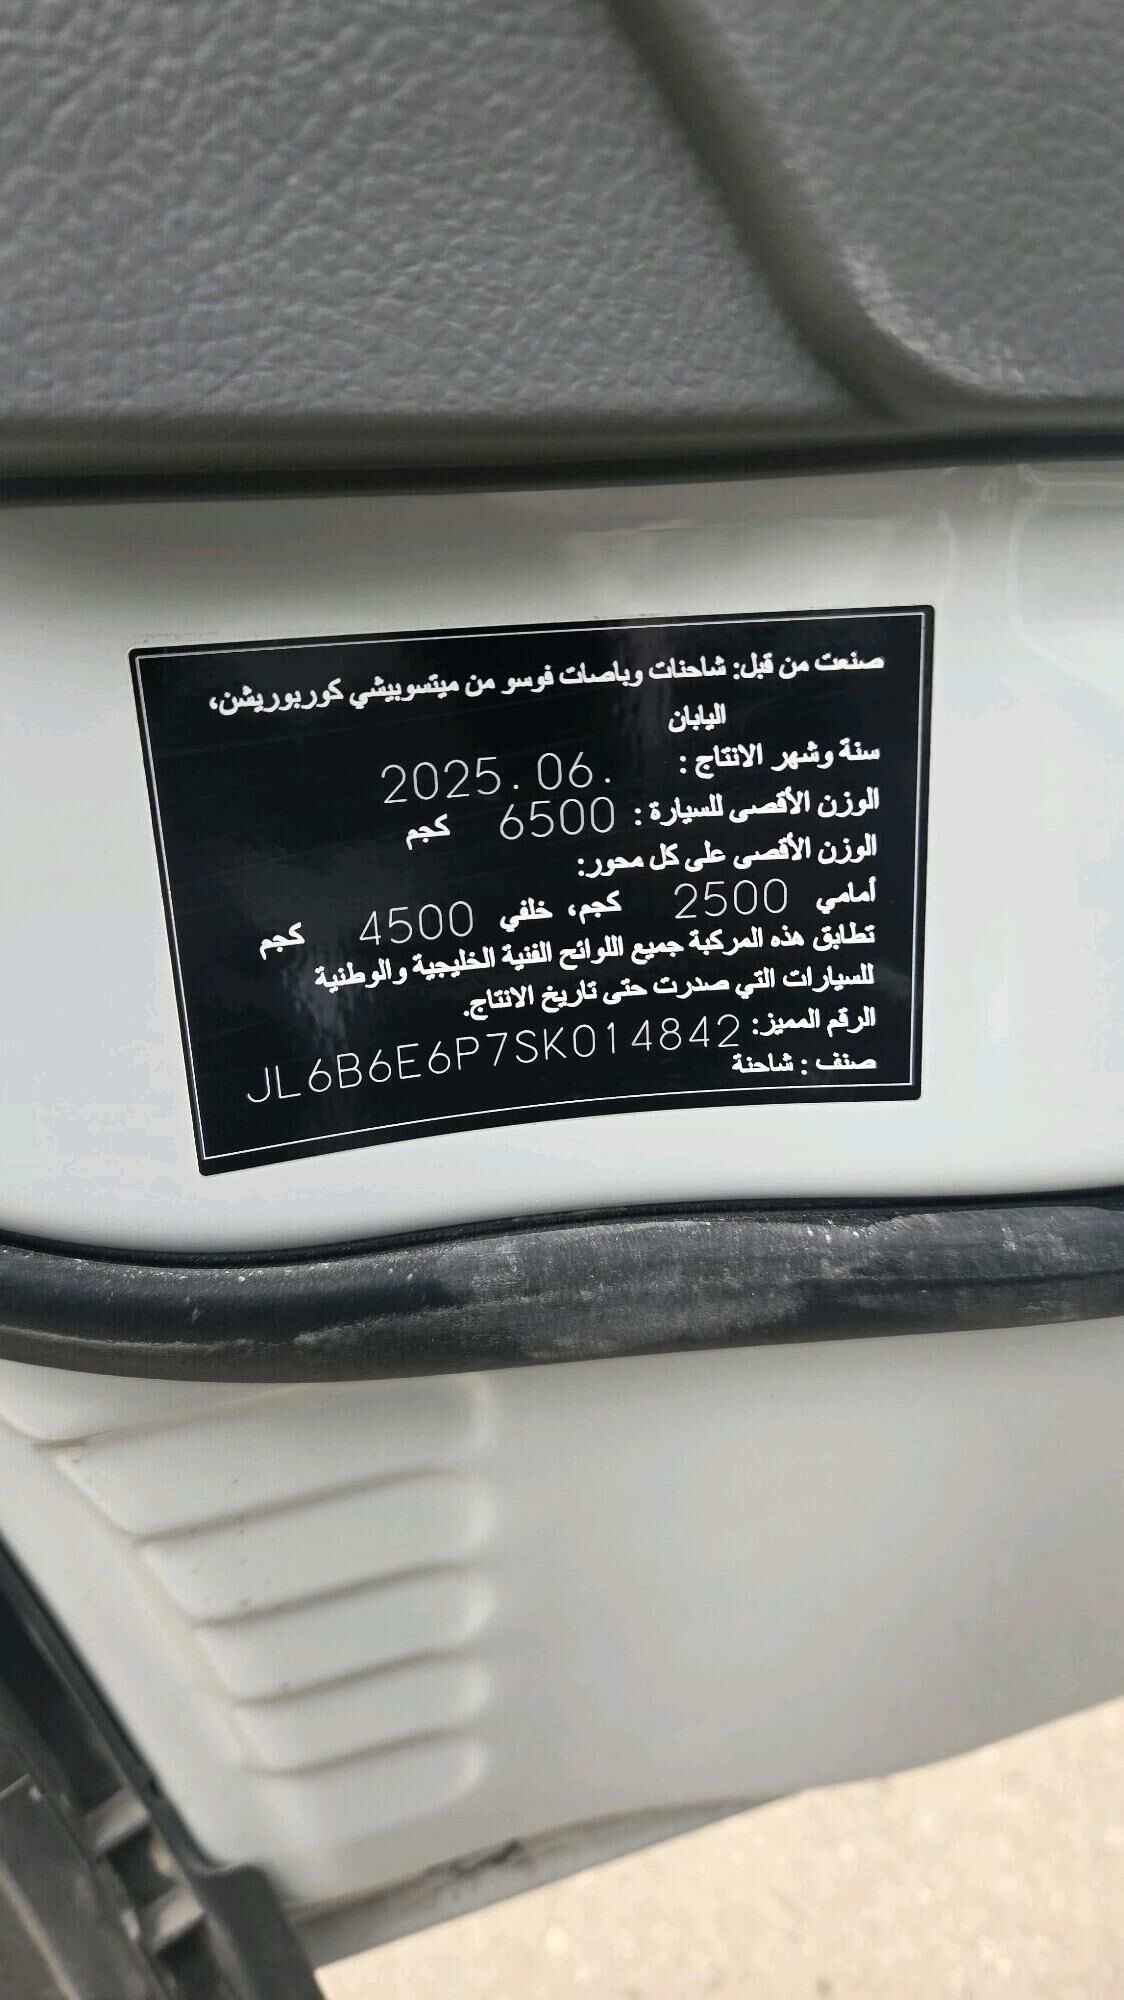 صنعت من قبل: شاحنات وباصات فوسو من ميتسوبيشي كوربوريشن،
اليابان
سنة وشهر الانتاج : 2025.06.
الوزن الأقصى للسيارة : 6500 كجم
الوزن الأقصى على كل محور:
أمامي 2500 كجم، خلفي 4500 كجم
تطابق هذه المركبة جميع اللوائح الفنية الخليجية والوطنية
للسيارات التي صدرت حتى تاريخ الانتاج.
الرقم المميز: JL6B6E6P7SK014842
صنف : شاحنة